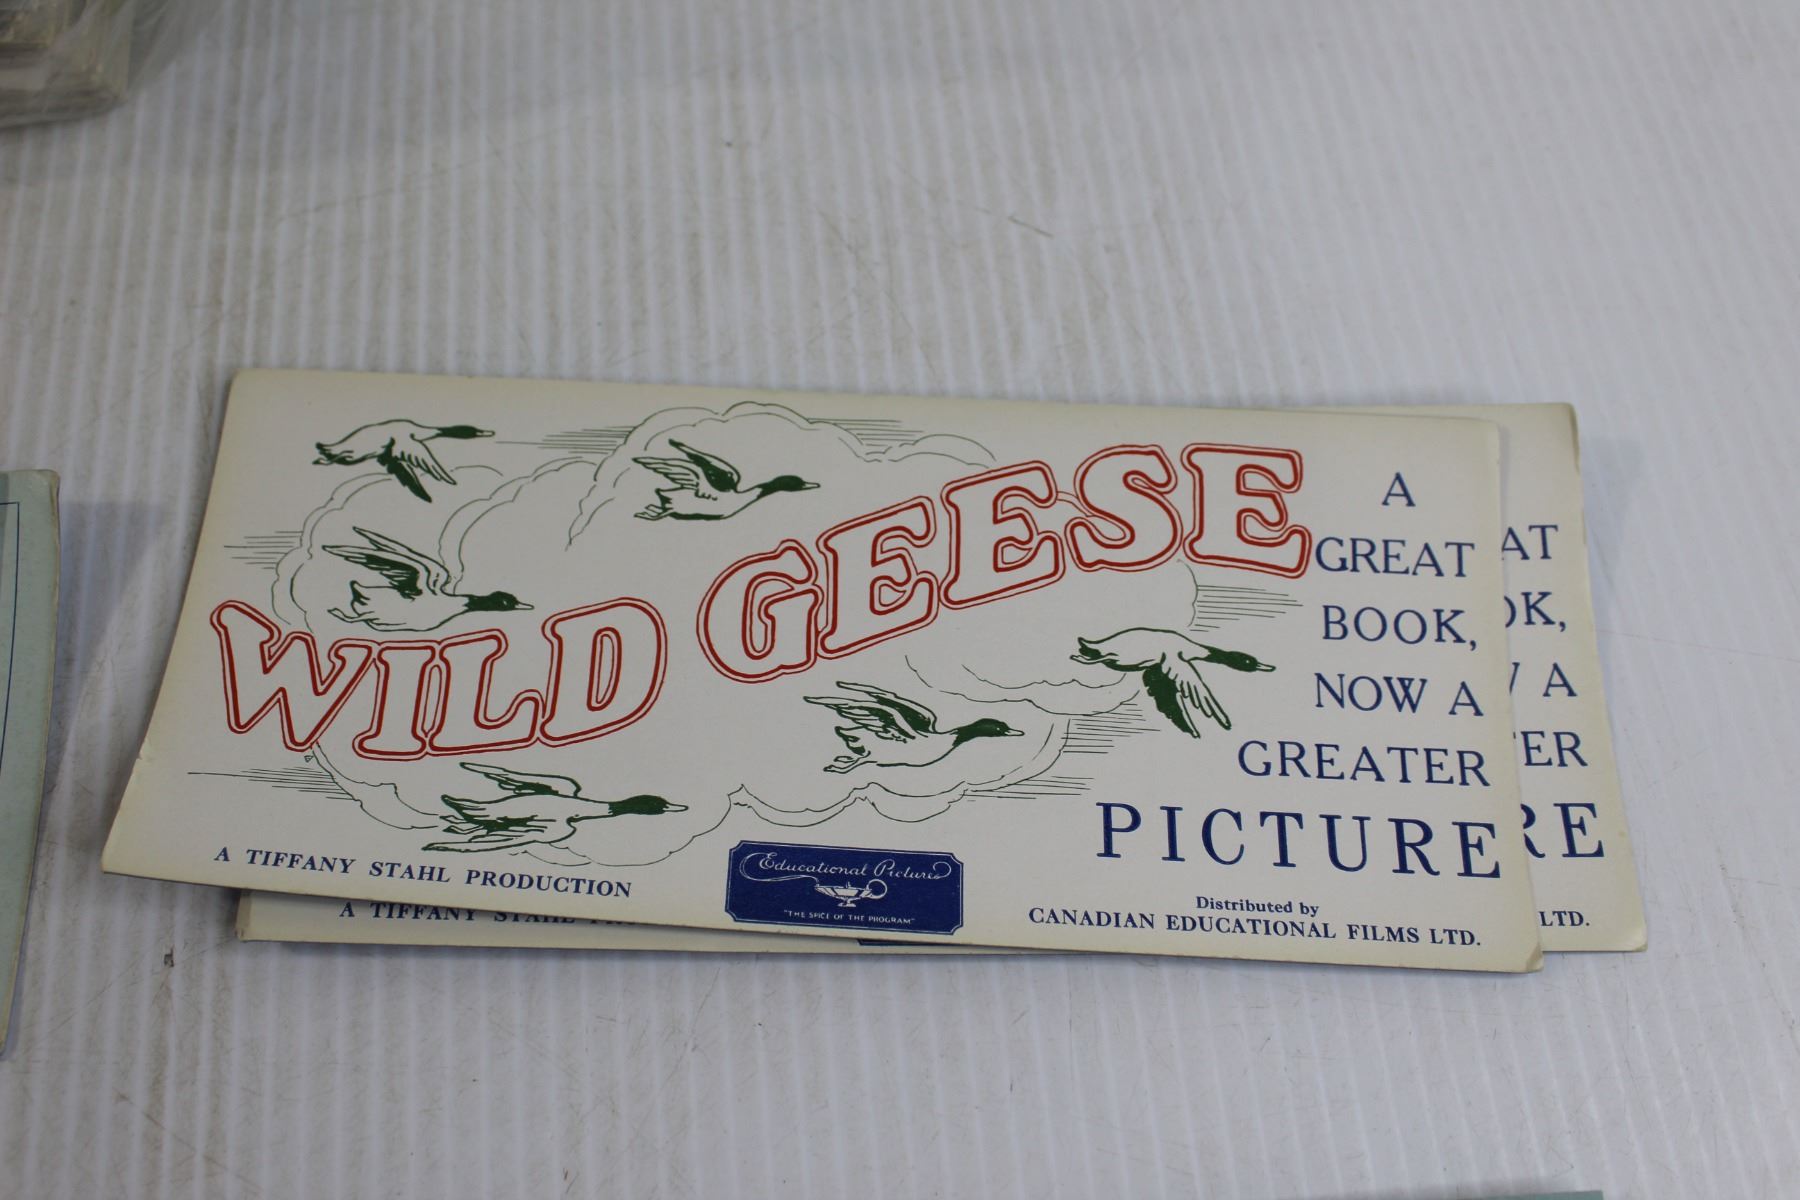 WILD GEESE
A
GREAT
BOOK,
NOW A
GREATER
PICTURE
A TIFFANY STAHL PRODUCTION
Educational Pictures
"THE SPICE OF THE PROGRAM"
Distributed by
CANADIAN EDUCATIONAL FILMS LTD.
AT
OK,
A
ER
RE
LTD.
A TIFFANY STAHL